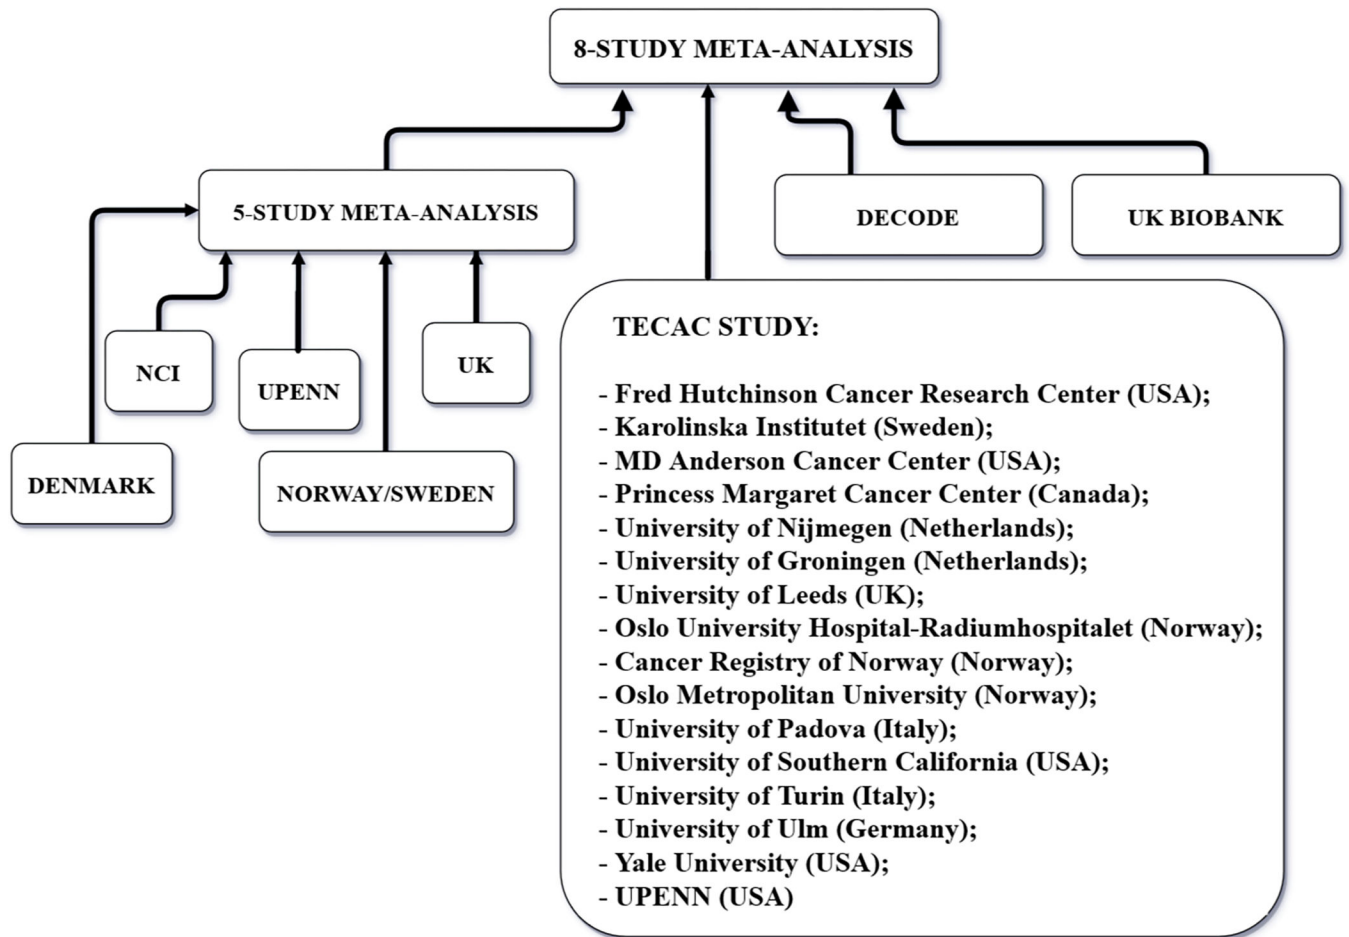 8-STUDY META-ANALYSIS
5-STUDY META-ANALYSIS
DECODE
UK BIOBANK
NCI
UPENN
UK
DENMARK
NORWAY/SWEDEN
TECAC STUDY:
- Fred Hutchinson Cancer Research Center (USA);
- Karolinska Institutet (Sweden);
- MD Anderson Cancer Center (USA);
- Princess Margaret Cancer Center (Canada);
- University of Nijmegen (Netherlands);
- University of Groningen (Netherlands);
- University of Leeds (UK);
- Oslo University Hospital-Radiumhospitalet (Norway);
- Cancer Registry of Norway (Norway);
- Oslo Metropolitan University (Norway);
- University of Padova (Italy);
- University of Southern California (USA);
- University of Turin (Italy);
- University of Ulm (Germany);
- Yale University (USA);
- UPENN (USA)